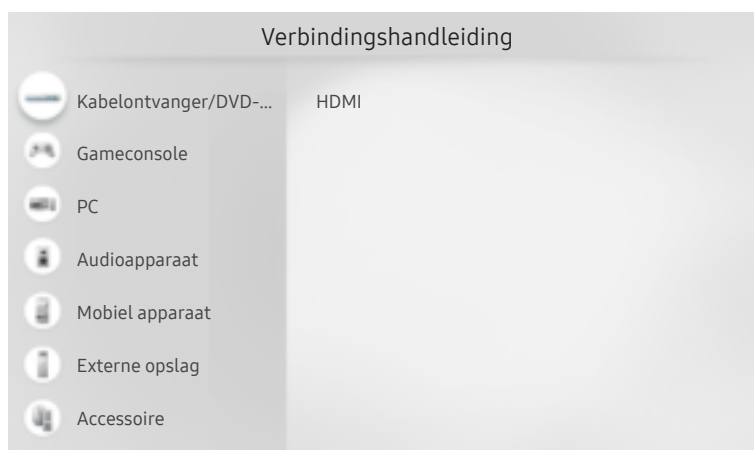 Verbindingshandleiding
Kabelontvanger/DVD-...
HDMI
Gameconsole
PC
Audioapparaat
Mobiel apparaat
Externe opslag
Accessoire